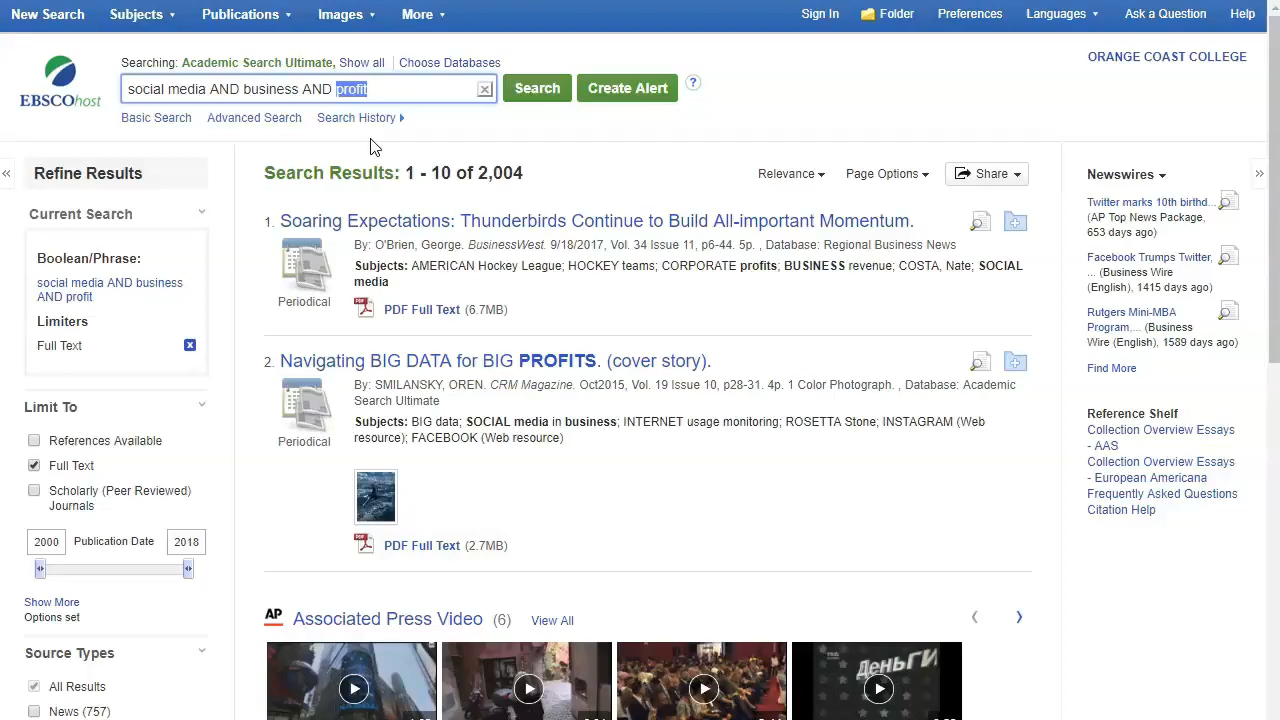 New Search Subjects Publications Images More Sign In Folder Preferences Languages Ask a Question Help
Searching: Academic Search Ultimate, Show all Choose Databases
ORANGE COAST COLLEGE
EBSCOhost
social media AND business AND profit
Search Create Alert ?
Basic Search Advanced Search Search History
Refine Results
Current Search
Boolean/Phrase:
social media AND business
AND profit
Limiters
Full Text
Limit To
References Available
Full Text
Scholarly (Peer Reviewed)
Journals
2000 Publication Date 2018
Show More
Options set
Source Types
All Results
News (757)
Search Results: 1 - 10 of 2,004
Relevance Page Options Share
1. Soaring Expectations: Thunderbirds Continue to Build All-important Momentum.
By: O'Brien, George. BusinessWest. 9/18/2017, Vol. 34 Issue 11, p6-44. 5p. , Database: Regional Business News
Subjects: AMERICAN Hockey League; HOCKEY teams; CORPORATE profits; BUSINESS revenue; COSTA, Nate; SOCIAL
media
Periodical
PDF Full Text (6.7MB)
2. Navigating BIG DATA for BIG PROFITS. (cover story).
By: SMILANSKY, OREN. CRM Magazine. Oct2015, Vol. 19 Issue 10, p28-31. 4p. 1 Color Photograph. , Database: Academic
Search Ultimate
Subjects: BIG data; SOCIAL media in business; INTERNET usage monitoring; ROSETTA Stone; INSTAGRAM (Web
resource); FACEBOOK (Web resource)
Periodical
PDF Full Text (2.7MB)
AP Associated Press Video (6) View All
Деньги
Newswires
Twitter marks 10th birthd...
(AP Top News Package,
653 days ago)
Facebook Trumps Twitter,
... (Business Wire
(English), 1415 days ago)
Rutgers Mini-MBA
Program,... (Business
Wire (English), 1589 days ago)
Find More
Reference Shelf
Collection Overview Essays
- AAS
Collection Overview Essays
- European Americana
Frequently Asked Questions
Citation Help